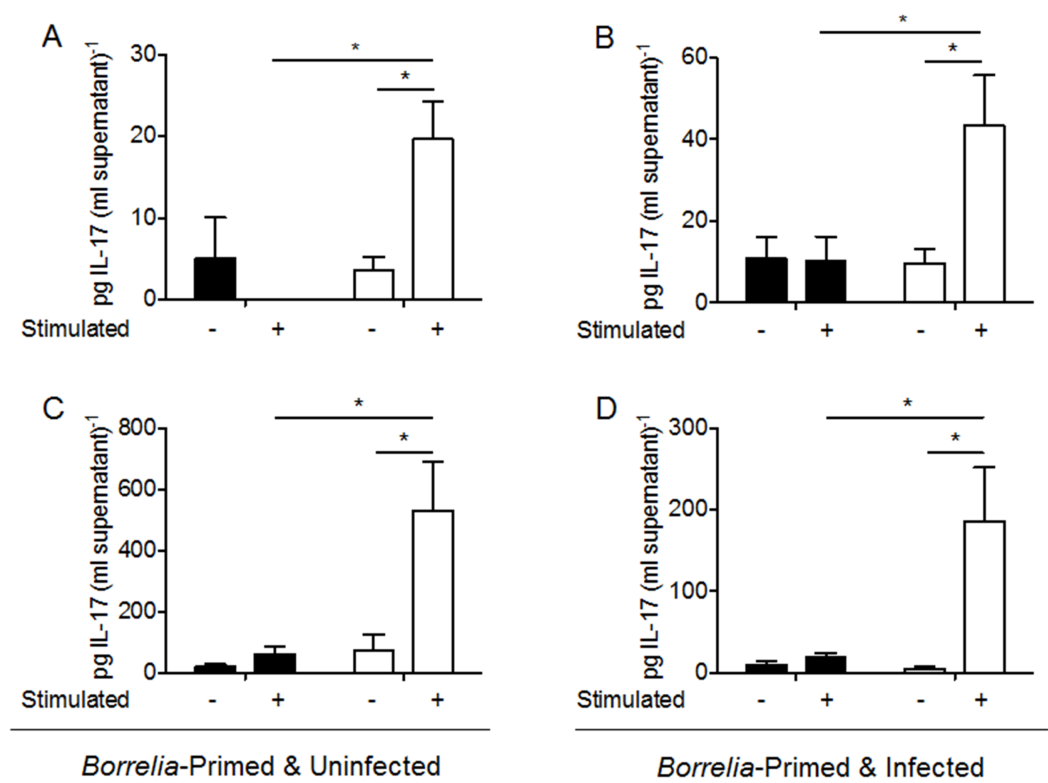 A
B
* *
* *
30
20
10
0
pg IL-17 (ml supernatant)-1
60
40
20
0
pg IL-17 (ml supernatant)-1
Stimulated - + - +
Stimulated - + - +
C
D
* *
* *
800
600
400
200
0
pg IL-17 (ml supernatant)-1
300
200
100
0
pg IL-17 (ml supernatant)-1
Stimulated - + - +
Stimulated - + - +
Borrelia-Primed & Uninfected
Borrelia-Primed & Infected